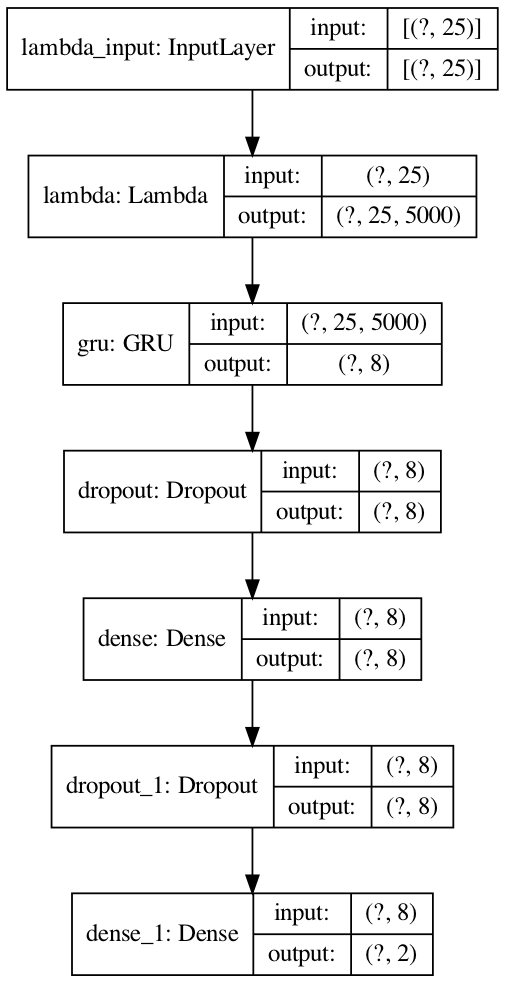 lambda_input: InputLayer
input: [(?, 25)]
output: [(?, 25)]
lambda: Lambda
input: (?, 25)
output: (?, 25, 5000)
gru: GRU
input: (?, 25, 5000)
output: (?, 8)
dropout: Dropout
input: (?, 8)
output: (?, 8)
dense: Dense
input: (?, 8)
output: (?, 8)
dropout_1: Dropout
input: (?, 8)
output: (?, 8)
dense_1: Dense
input: (?, 8)
output: (?, 2)